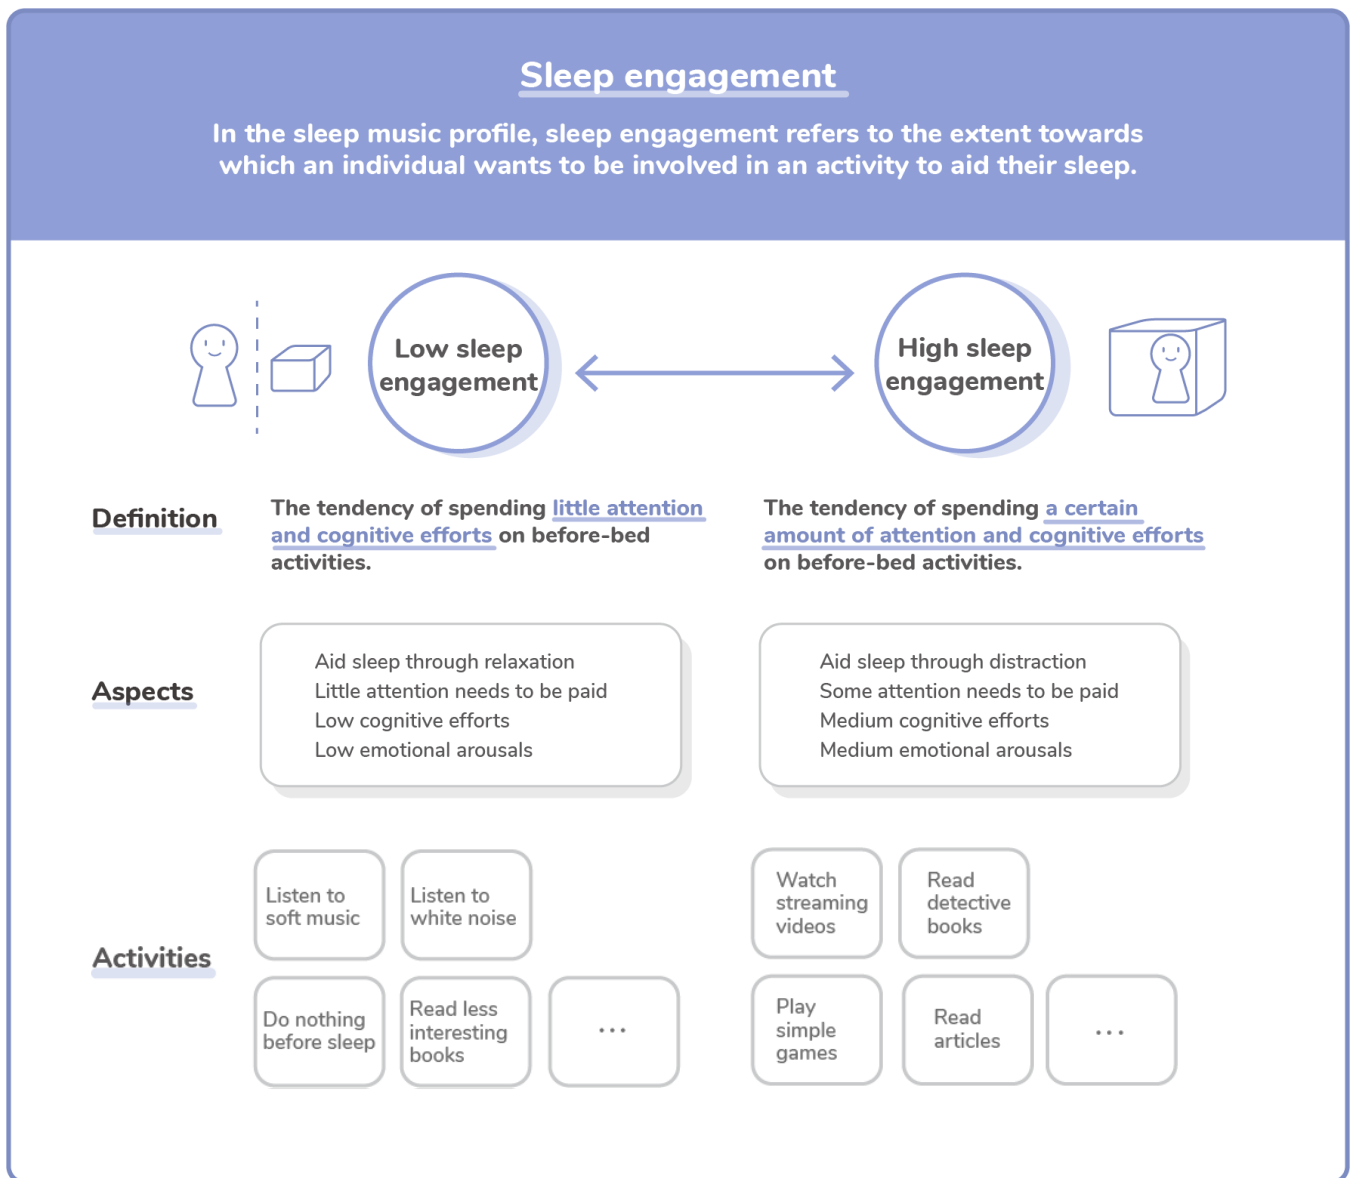 Sleep engagement
In the sleep music profile, sleep engagement refers to the extent towards
which an individual wants to be involved in an activity to aid their sleep.
Low sleep
engagement
High sleep
engagement
Definition
The tendency of spending little attention
and cognitive efforts on before-bed
activities.
The tendency of spending a certain
amount of attention and cognitive efforts
on before-bed activities.
Aspects
Aid sleep through relaxation
Little attention needs to be paid
Low cognitive efforts
Low emotional arousals
Aid sleep through distraction
Some attention needs to be paid
Medium cognitive efforts
Medium emotional arousals
Activities
Listen to
soft music
Listen to
white noise
Do nothing
before sleep
Read less
interesting
books
...
Watch
streaming
videos
Read
detective
books
Play
simple
games
Read
articles
...